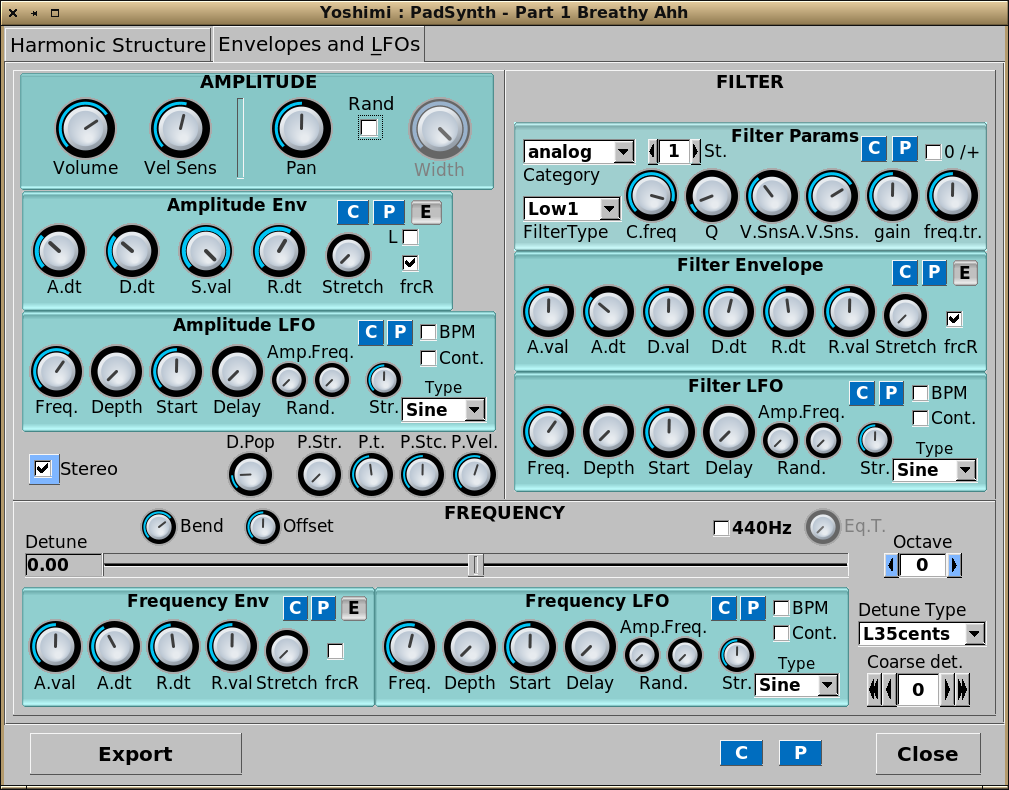 Yoshimi : PadSynth - Part 1 Breathy Ahh
Harmonic Structure Envelopes and LFOs
AMPLITUDE
Rand
Volume Vel Sens Pan Width
Amplitude Env C P E
L
A.dt D.dt S.val R.dt Stretch frcR
Amplitude LFO C P BPM
Amp.Freq. Cont.
Type
Freq. Depth Start Delay Rand. Str. Sine
D.Pop P.Str. P.t. P.Stc. P.Vel.
Stereo
FILTER
Filter Params
analog 1 St. C P 0 /+
Category
Low1
FilterType C.freq Q V.SnsA. V.Sns. gain freq.tr.
Filter Envelope C P E
A.val A.dt D.val D.dt R.dt R.val Stretch frcR
Filter LFO C P BPM
Amp.Freq. Cont.
Type
Freq. Depth Start Delay Rand. Str. Sine
FREQUENCY
Bend Offset 440Hz Eq.T.
Detune Octave
0.00 0
Frequency Env C P E
A.val A.dt R.dt R.val Stretch frcR
Frequency LFO C P BPM
Amp.Freq. Cont.
Type
Freq. Depth Start Delay Rand. Str. Sine
Detune Type
L35cents
Coarse det.
0
Export C P Close